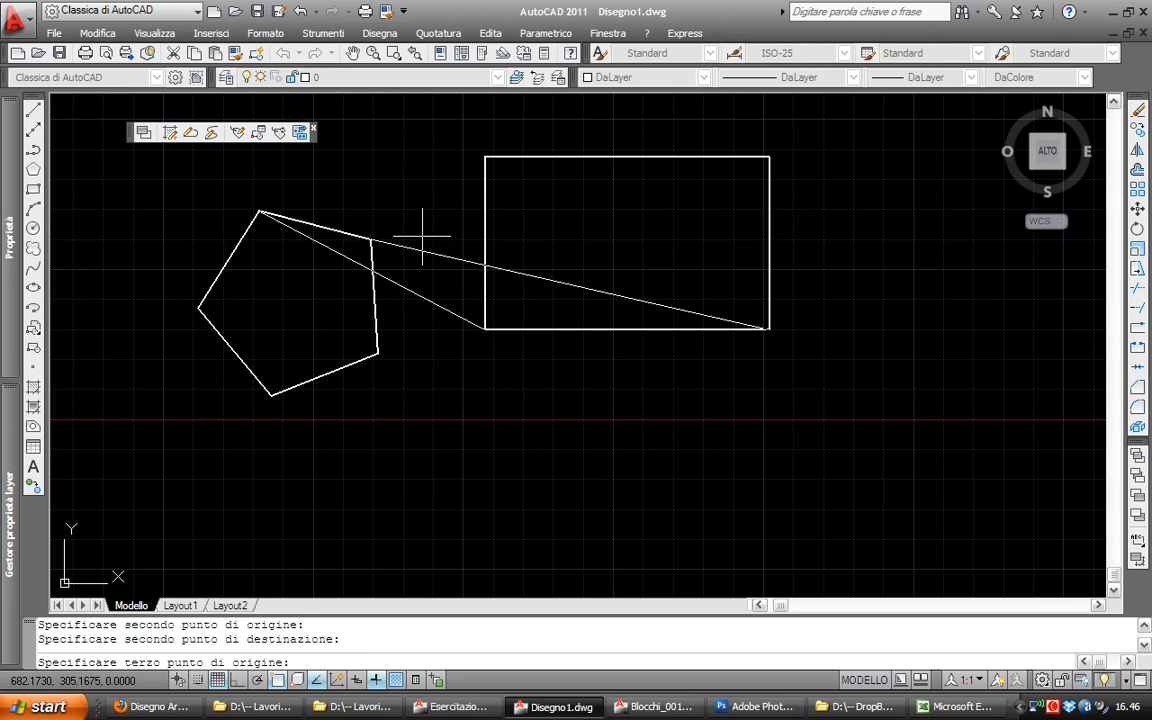 Classica di AutoCAD
AutoCAD 2011 Disegno1.dwg
Digitare parola chiave o frase
File Modifica Visualizza Inserisci Formato Strumenti Disegna Quotatura Edita Parametrico Finestra ? Express
Standard ISO-25 Standard Standard
Classica di AutoCAD 0 DaLayer DaLayer DaLayer DaColore
N
O ALTO E
S
WCS
Proprietà
Gestore proprietà layer
A
Y
X
Modello Layout1 Layout2
Specificare secondo punto di origine:
Specificare secondo punto di destinazione:
Specificare terzo punto di origine:
682.1730, 305.1675, 0.0000 MODELLO 1:1
start Disegno Ar... D:\-- Lavori... D:\-- Lavori... Esercitazio... Disegno1.dwg Blocchi_001... Adobe Phot... D:\-- DropB... Microsoft E... 16.46